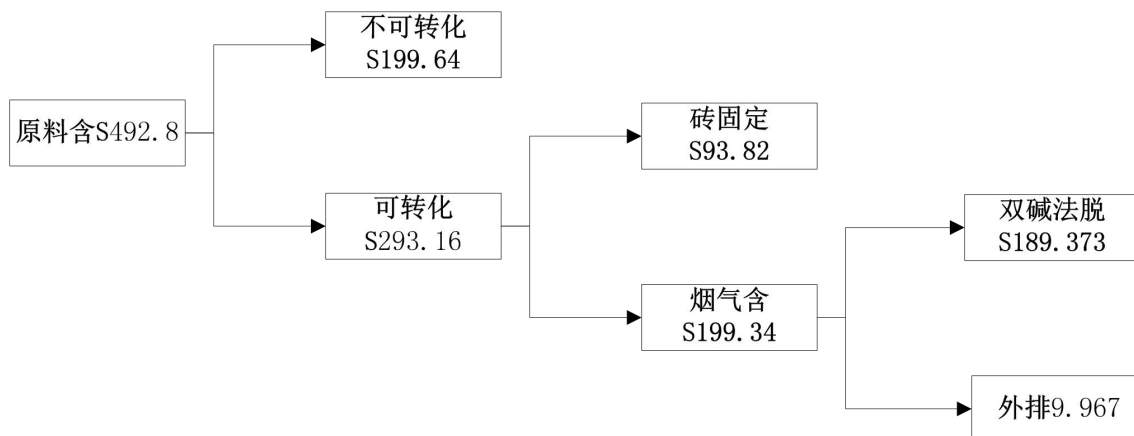 不可转化
S199.64
原料含S492.8
砖固定
S93.82
可转化
S293.16
双碱法脱
S189.373
烟气含
S199.34
外排9.967